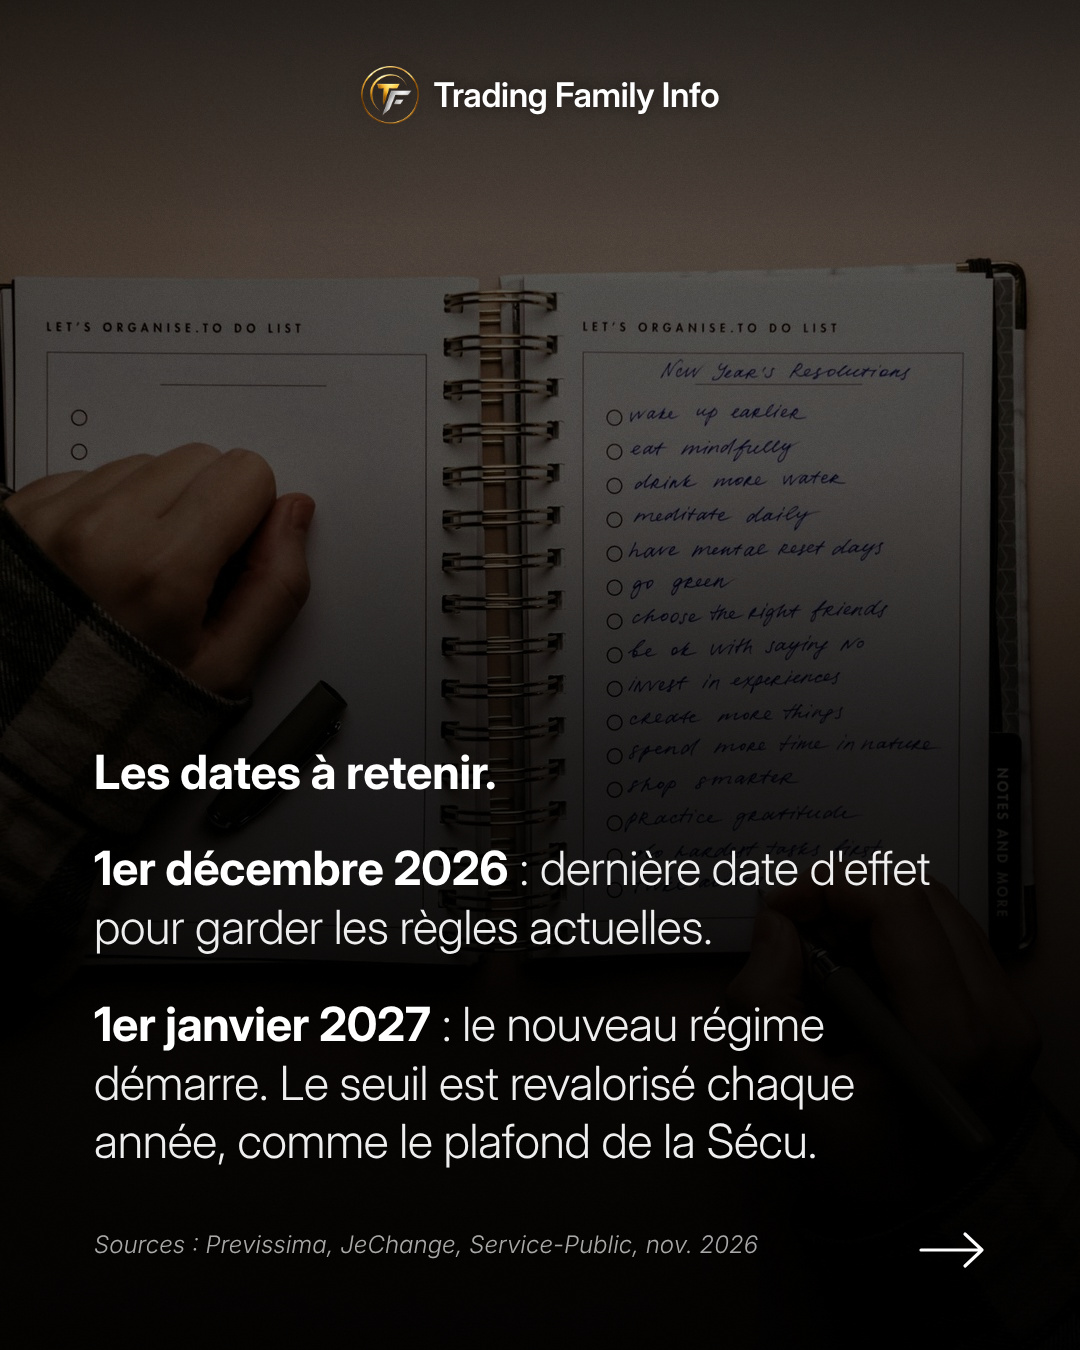 Trading Family Info
LET'S ORGANISE.TO DO LIST
LET'S ORGANISE.TO DO LIST
New Year's Resolutions
wake up earlier
eat mindfully
drink more water
meditate daily
have mental reset days
go green
choose the right friends
be ok with saying no
invest in experiences
create more things
spend more time in nature
shop smarter
practice gratitude
hardest tasks first
NOTES AND MORE
Les dates à retenir.
1er décembre 2026 : dernière date d'effet
pour garder les règles actuelles.
1er janvier 2027 : le nouveau régime
démarre. Le seuil est revalorisé chaque
année, comme le plafond de la Sécu.
Sources : Previssima, JeChange, Service-Public, nov. 2026